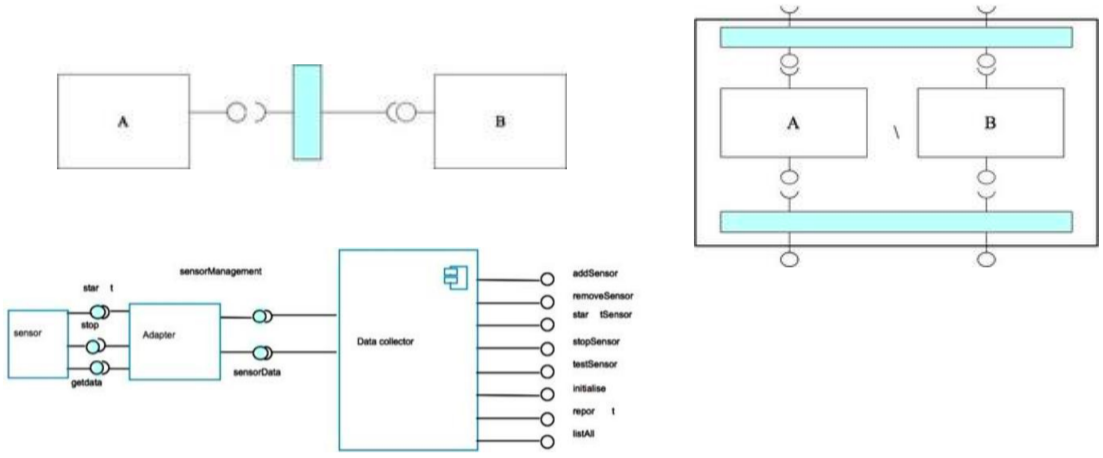 A
B
A
\
B
sensorManagement
star t
stop
getdata
sensor
Adapter
sensorData
Data collector
addSensor
removeSensor
star tSensor
stopSensor
testSensor
initialise
repor t
listAll